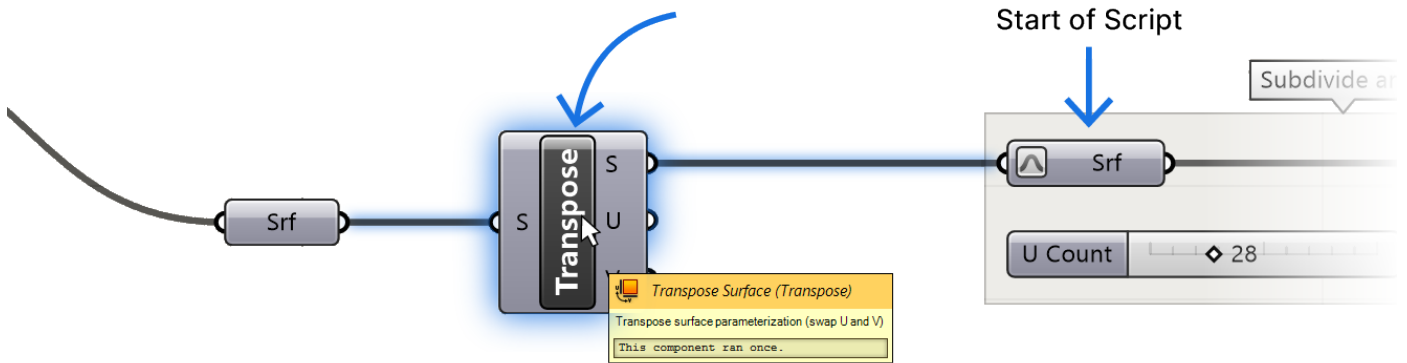 Start of Script
Subdivide
Srf
Transpose
S
S
U
Srf
U Count
28
Transpose Surface (Transpose)
Transpose surface parameterization (swap U and V)
This component ran once.